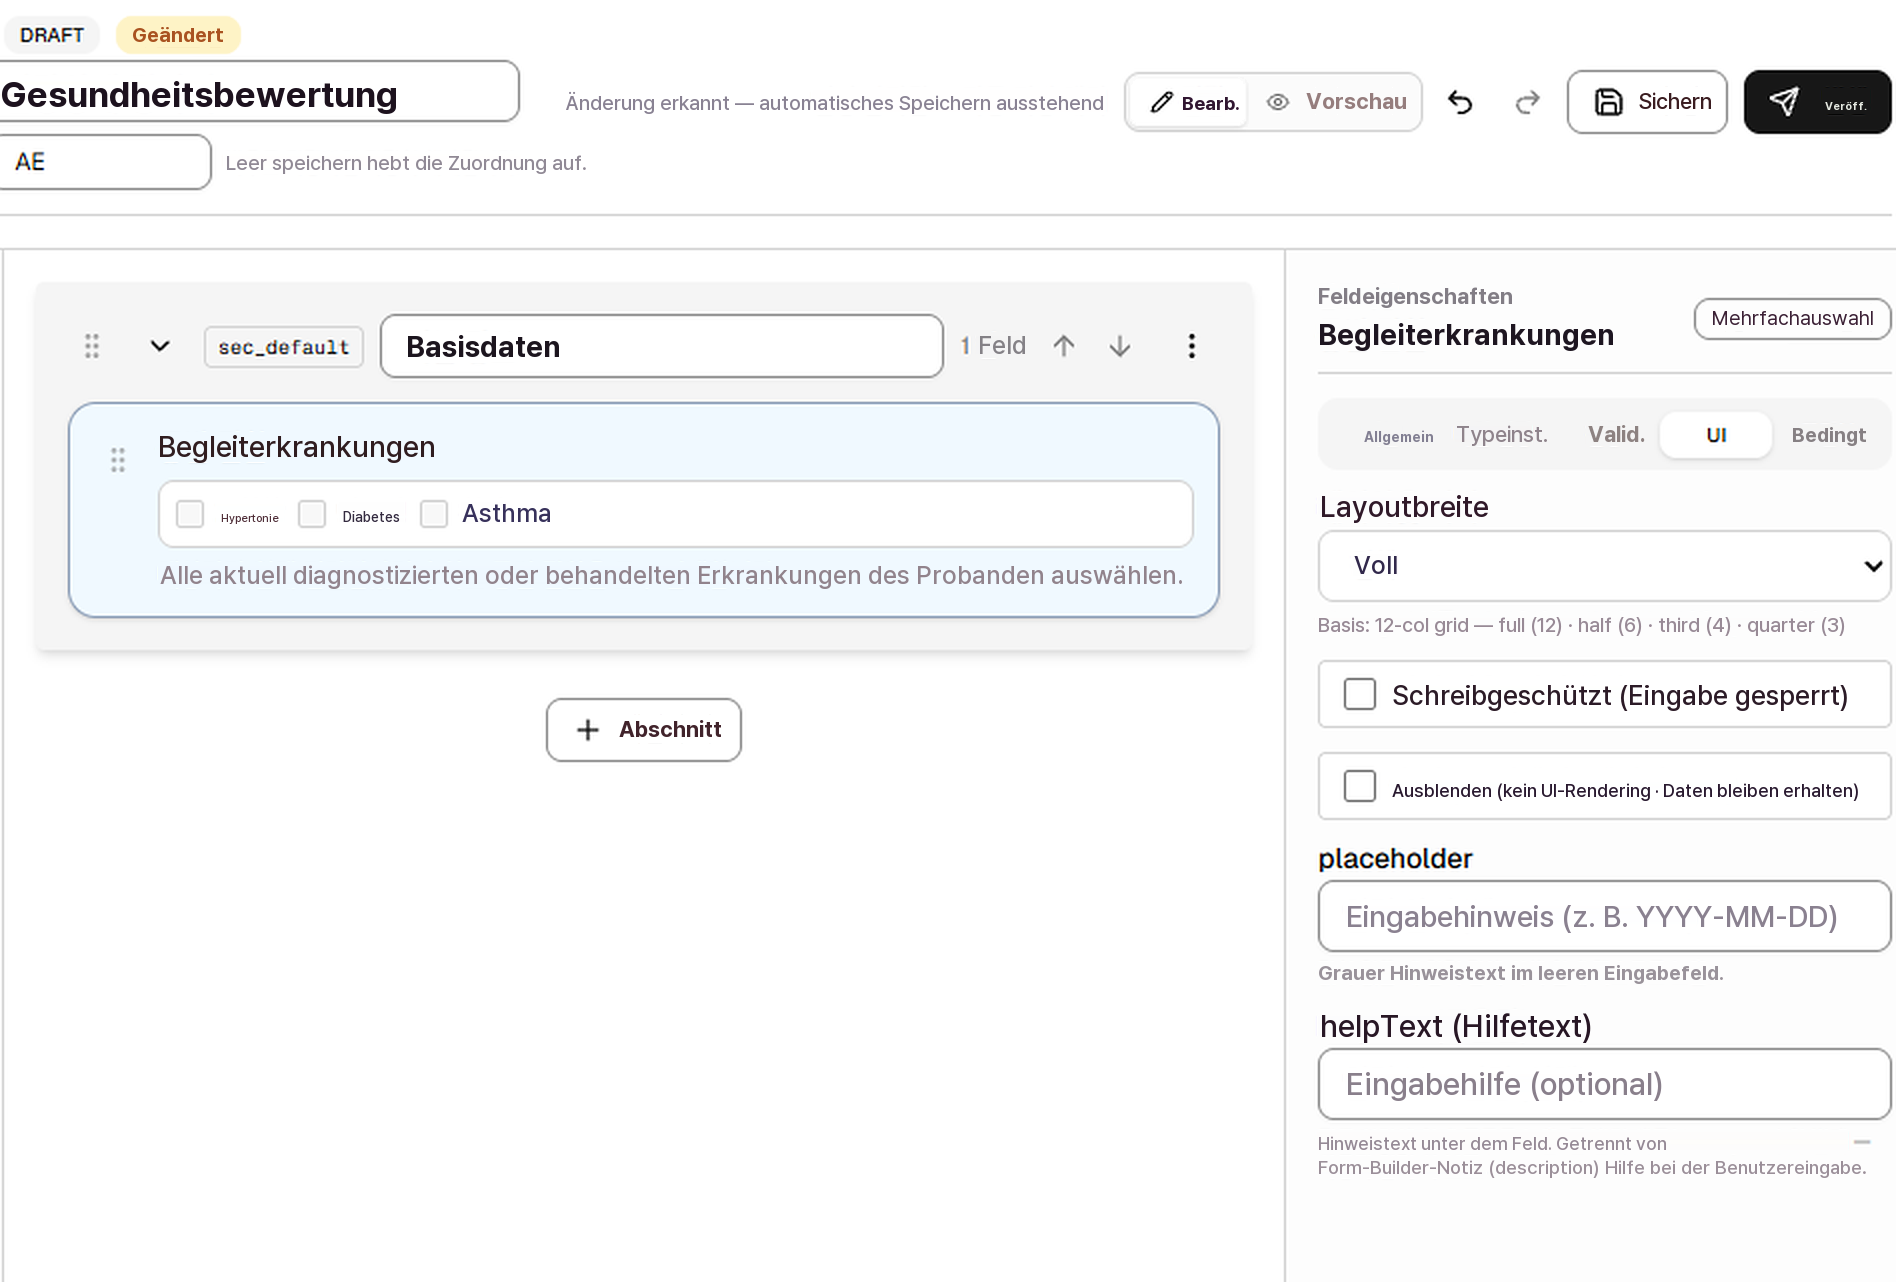 DRAFT Geändert
Gesundheitsbewertung
Änderung erkannt — automatisches Speichern ausstehend
Bearb. Vorschau
Sichern
Veröff.
AE
Leer speichern hebt die Zuordnung auf.
sec_default
Basisdaten
1 Feld
Begleiterkrankungen
Hypertonie Diabetes Asthma
Alle aktuell diagnostizierten oder behandelten Erkrankungen des Probanden auswählen.
Abschnitt
Feldeigenschaften
Begleiterkrankungen
Mehrfachauswahl
Allgemein Typeinst. Valid. UI Bedingt
Layoutbreite
Voll
Basis: 12-col grid — full (12) · half (6) · third (4) · quarter (3)
Schreibgeschützt (Eingabe gesperrt)
Ausblenden (kein UI-Rendering · Daten bleiben erhalten)
placeholder
Eingabehinweis (z. B. YYYY-MM-DD)
Grauer Hinweistext im leeren Eingabefeld.
helpText (Hilfetext)
Eingabehilfe (optional)
Hinweistext unter dem Feld. Getrennt von —
Form-Builder-Notiz (description) Hilfe bei der Benutzereingabe.